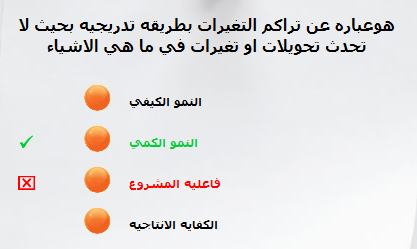 هوعباره عن تراكم التغيرات بطريقه تدريجيه بحيث لا
تحدث تحويلات او تغيرات في ما هي الاشياء
النمو الكيفي
النمو الكمي
فاعليه المشروع
الكفايه الانتاجيه